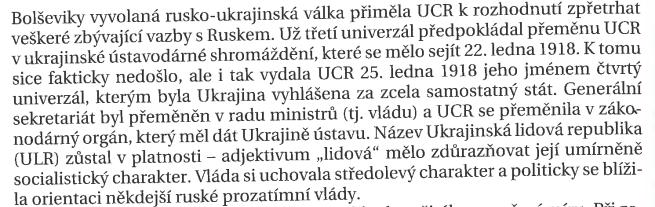 Bolševiky vyvolaná rusko-ukrajinská válka přiměla UCR k rozhodnutí zpřetrhat
veškeré zbývající vazby s Ruskem. Už třetí univerzál předpokládal přeměnu UCR
v ukrajinské ústavodárné shromáždění, které se mělo sejít 22. ledna 1918. K tomu
sice fakticky nedošlo, ale i tak vydala UCR 25. ledna 1918 jeho jménem čtvrtý
univerzál, kterým byla Ukrajina vyhlášena za zcela samostatný stát. Generální
sekretariát byl přeměněn v radu ministrů (tj. vládu) a UCR se přeměnila v záko-
nodárný orgán, který měl dát Ukrajině ústavu. Název Ukrajinská lidová republika
(ULR) zůstal v platnosti – adjektivum „lidová“ mělo zdůrazňovat její umírněně
socialistický charakter. Vláda si uchovala středolevý charakter a politicky se blíži-
la orientaci někdejší ruské prozatímní vlády.